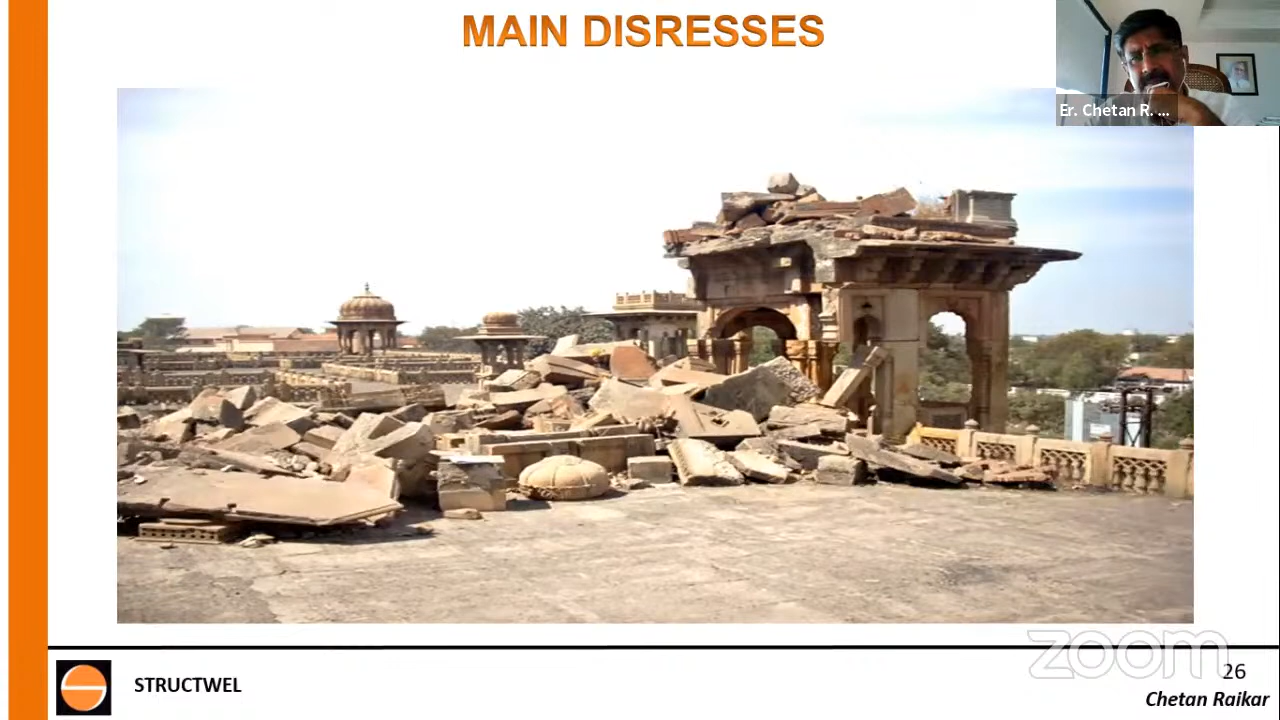 MAIN DISRESSES
Er. Chetan R. ...
STRUCTWEL
zoom
26
Chetan Raikar